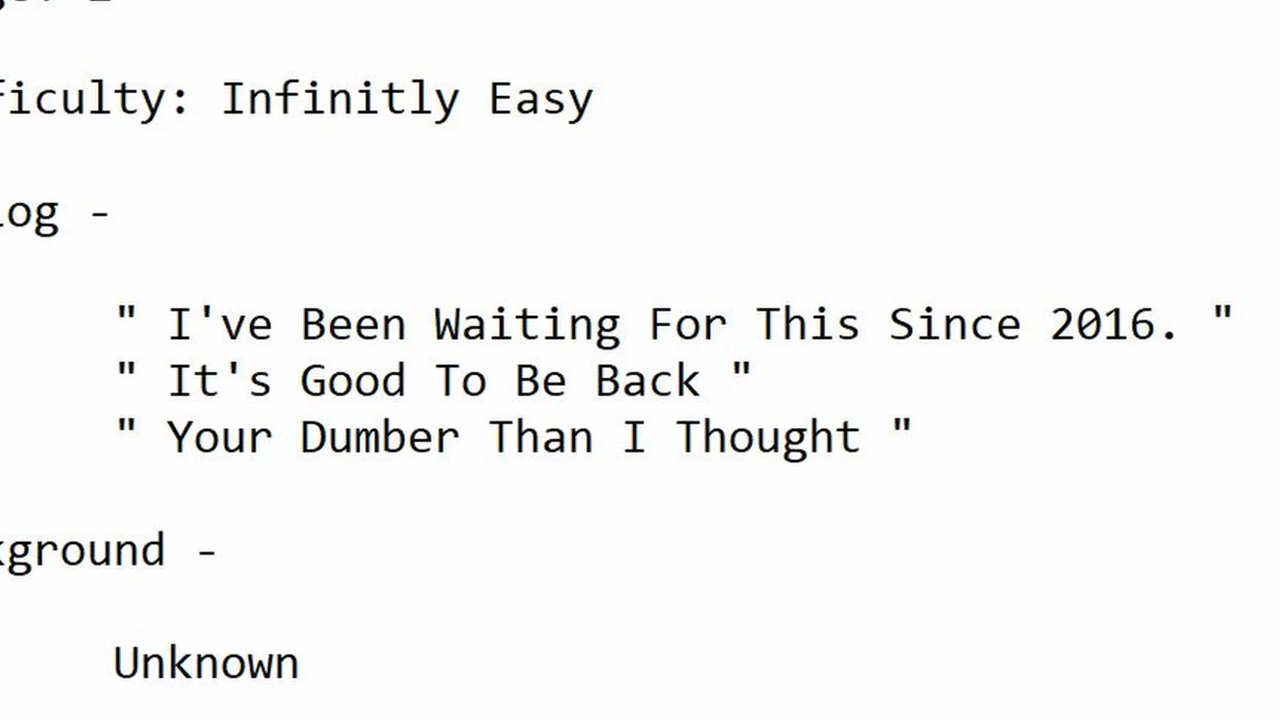 ficulty: Infinitly Easy
log -
" I've Been Waiting For This Since 2016. "
" It's Good To Be Back "
" Your Dumber Than I Thought "
kground -
Unknown